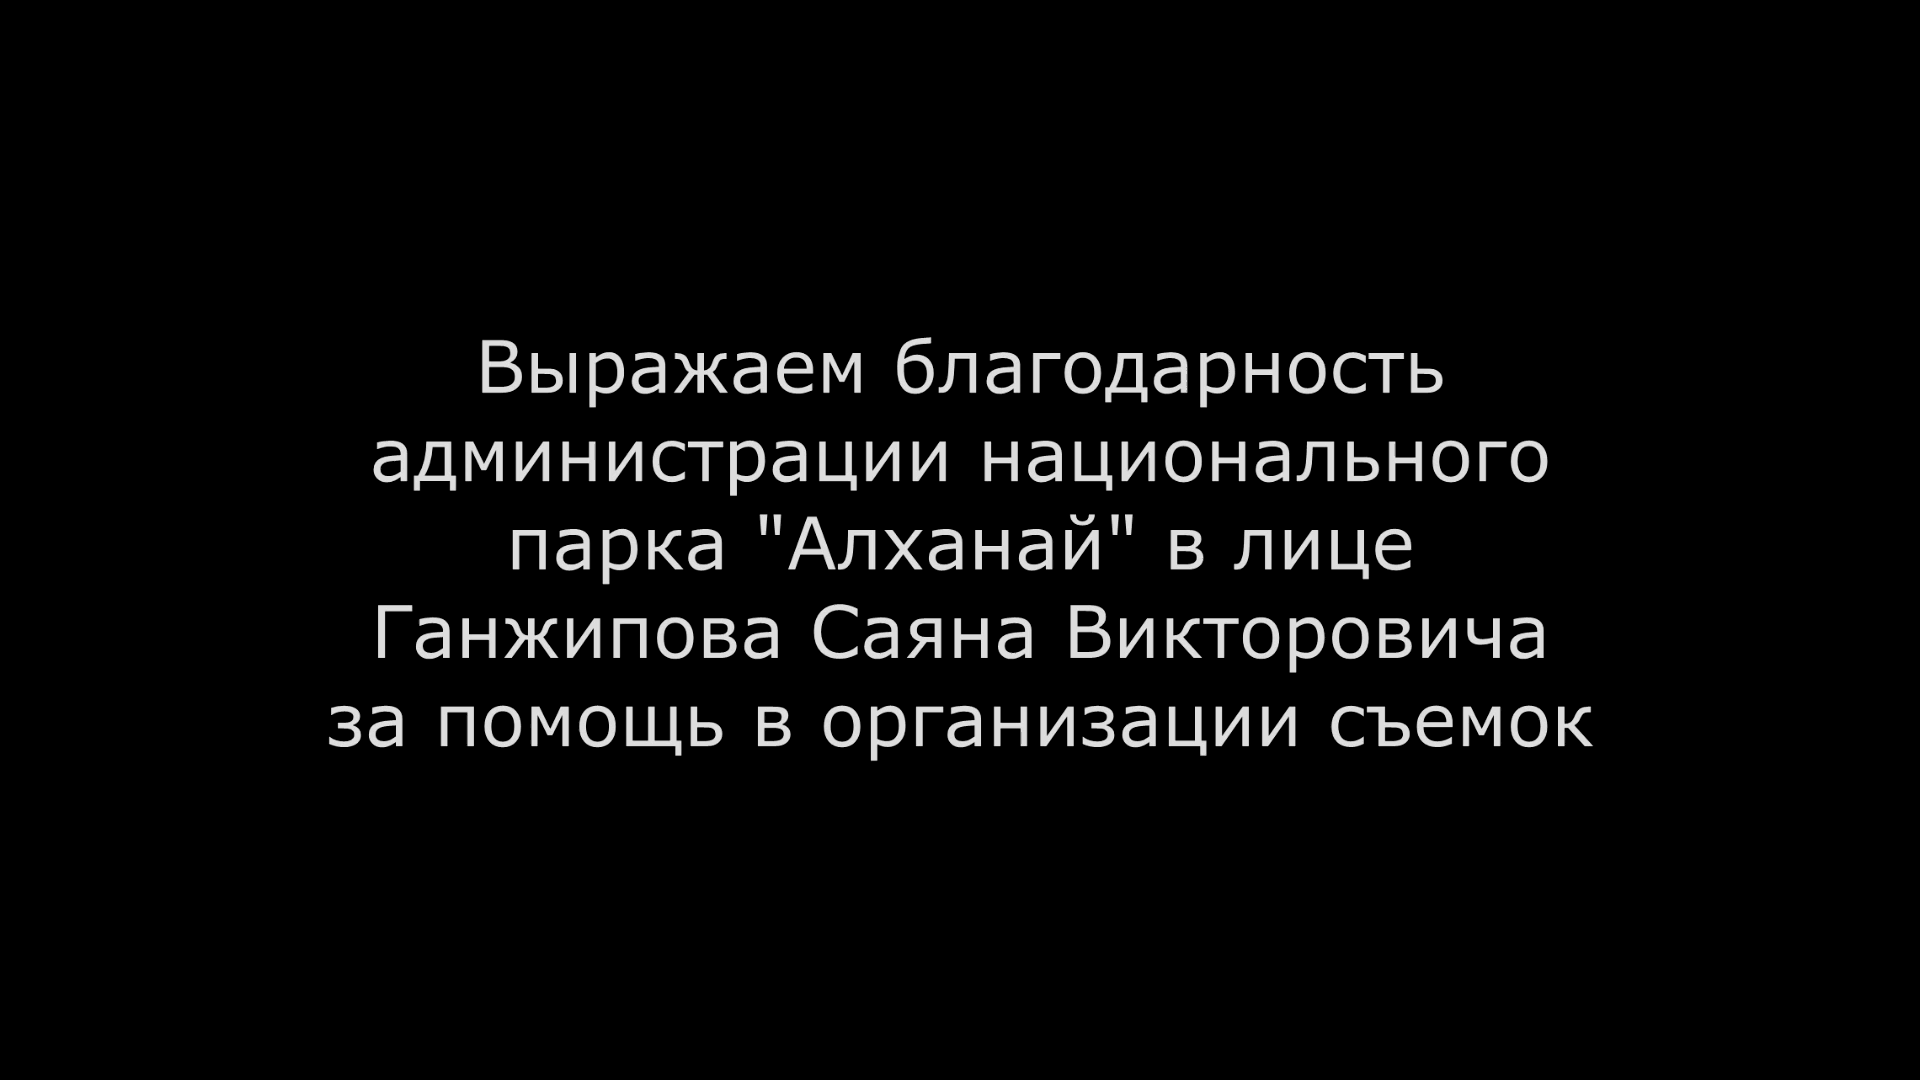 Выражаем благодарность
администрации национального
парка "Алханай" в лице
Ганжипова Саяна Викторовича
за помощь в организации съемок